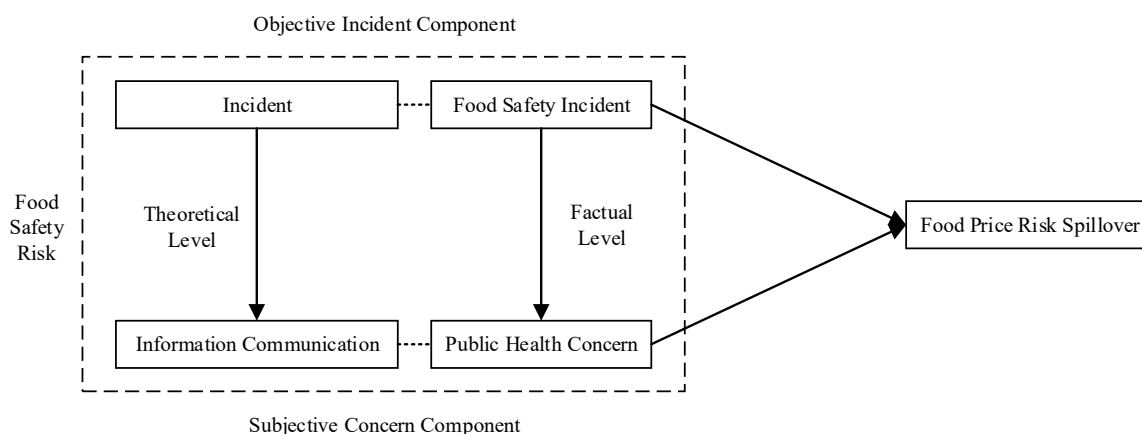 Objective Incident Component
Incident
Food Safety Incident
Food
Safety
Risk
Theoretical
Level
Factual
Level
Food Price Risk Spillover
Information Communication
Public Health Concern
Subjective Concern Component